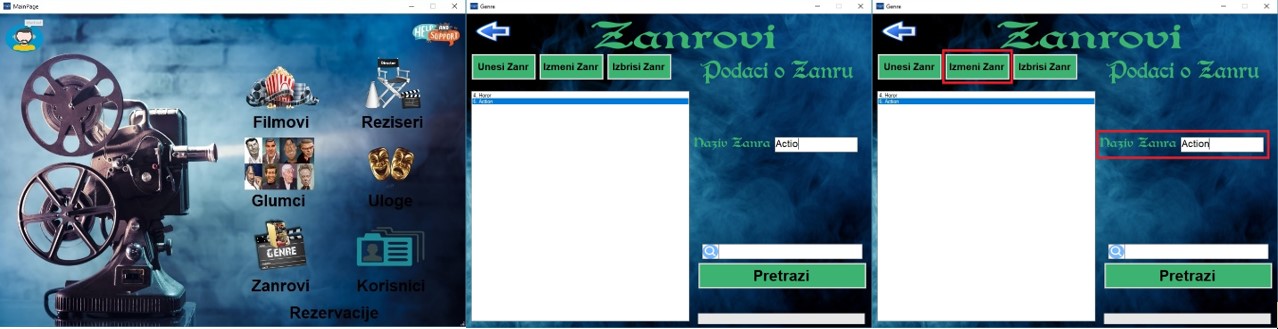 MainPage
HELP AND SUPPORT
Director
Filmovi
Reziseri
Glumci
Uloge
GENRE
Zanrovi
Korisnici
Rezervacije
Genre
Zanrovi
Unesi Zanr
Izmeni Zanr
Izbrisi Zanr
Podaci o Zanru
4. Horor
Action
Naziv Zanra
Actio
Pretrazi
Genre
Zanrovi
Unesi Zanr
Izmeni Zanr
Izbrisi Zanr
Podaci o Zanru
4. Horor
Action
Naziv Zanra
Action
Pretrazi